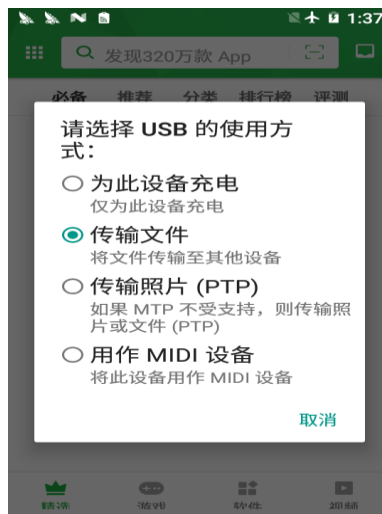 1:37
发现320万款 App
必备 推荐 分类 排行榜 评测
请选择 USB 的使用方
式：
为此设备充电
仅为此设备充电
传输文件
将文件传输至其他设备
传输照片 (PTP)
如果 MTP 不受支持，则传输照
片或文件 (PTP)
用作 MIDI 设备
将此设备用作 MIDI 设备
取消
精选 游戏 软件